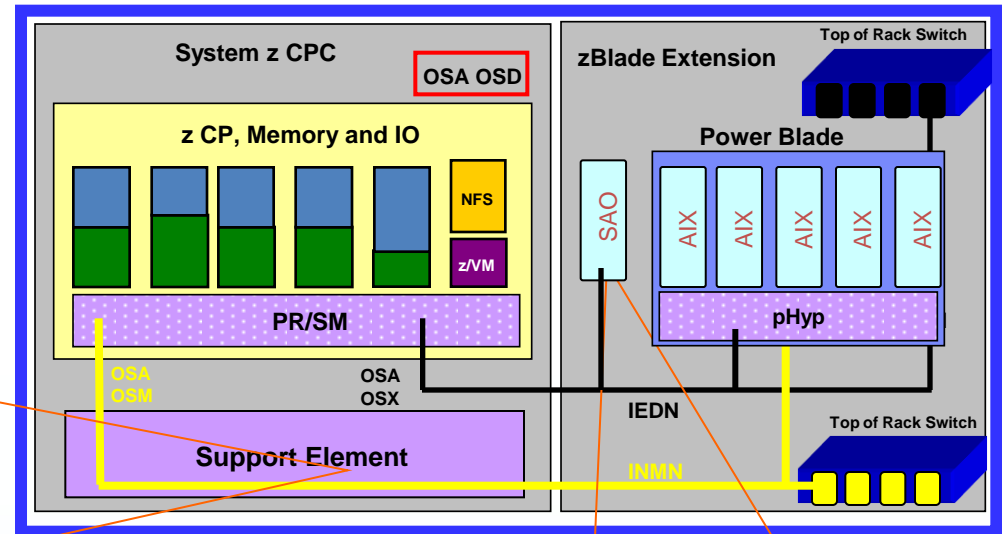 System z CPC
OSA OSD
z CP, Memory and IO
NFS
z/VM
PR/SM
OSA
OSM
OSA
OSX
Support Element
zBlade Extension
Top of Rack Switch
Power Blade
SAO
AIX
AIX
AIX
AIX
AIX
pHyp
IEDN
INMN
Top of Rack Switch